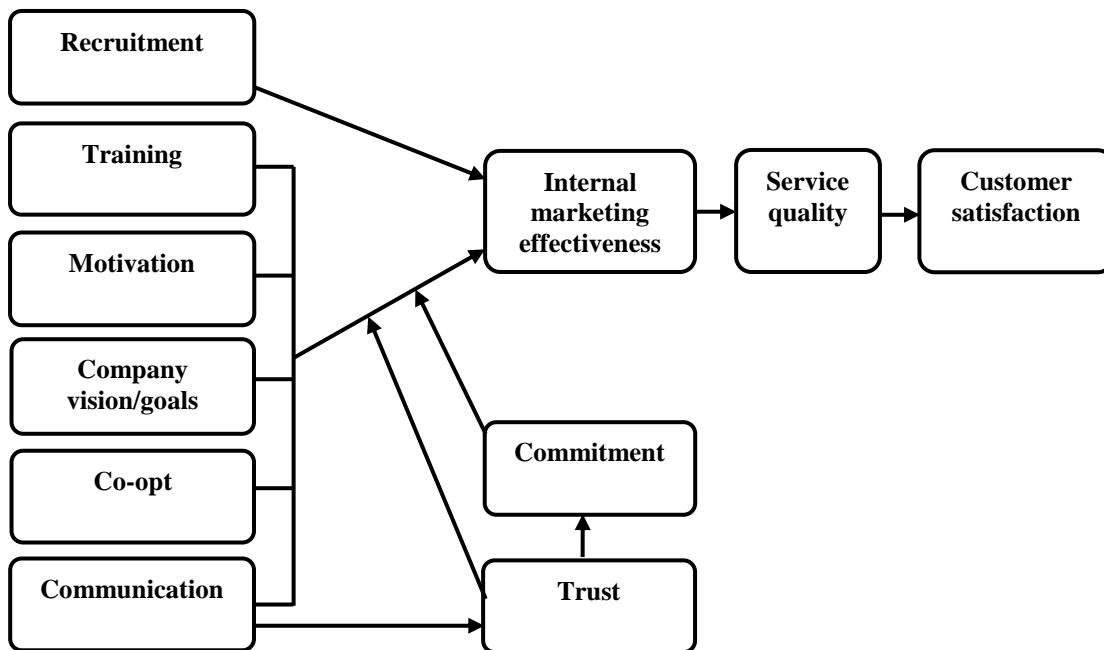 Recruitment
Training
Motivation
Company
vision/goals
Co-opt
Communication
Internal
marketing
effectiveness
Service
quality
Customer
satisfaction
Commitment
Trust